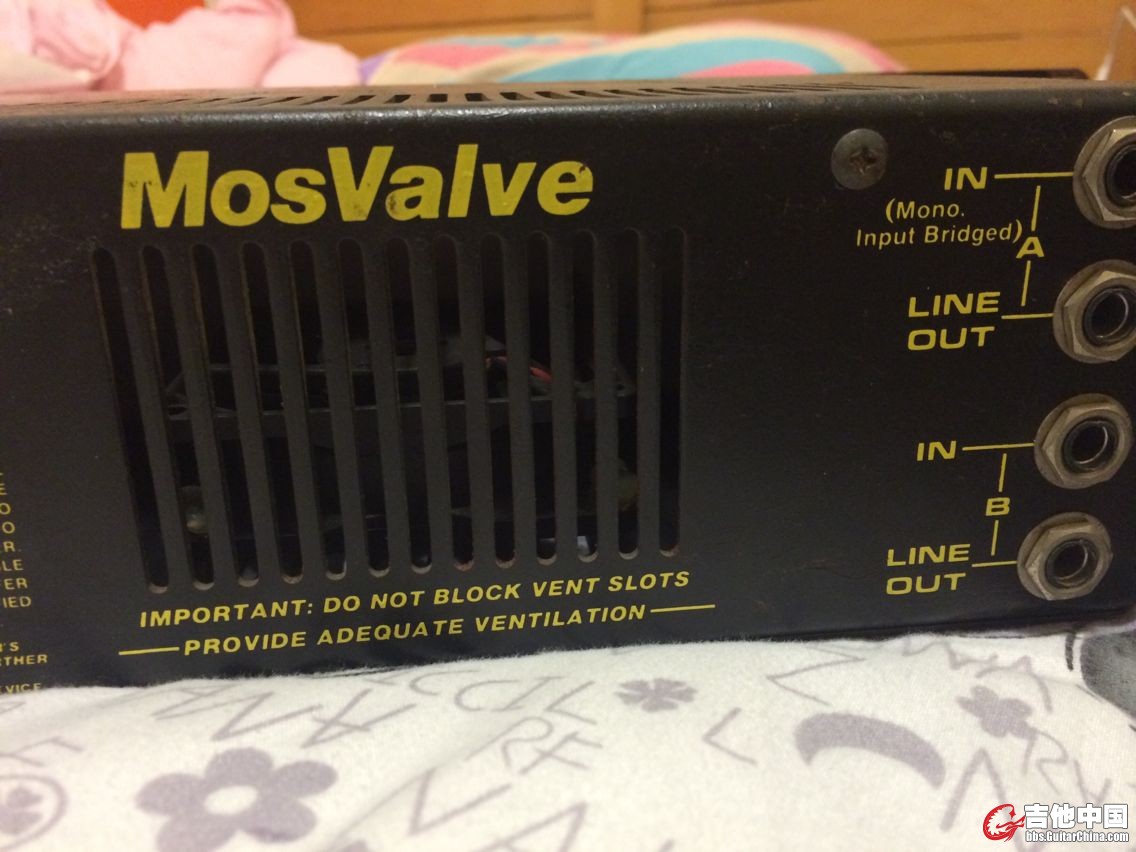 MosValve
IN
(Mono.
Input Bridged)
A
LINE
OUT
IN
B
LINE
OUT
IMPORTANT: DO NOT BLOCK VENT SLOTS
PROVIDE ADEQUATE VENTILATION
吉他中国
bbs.GuitarChina.com